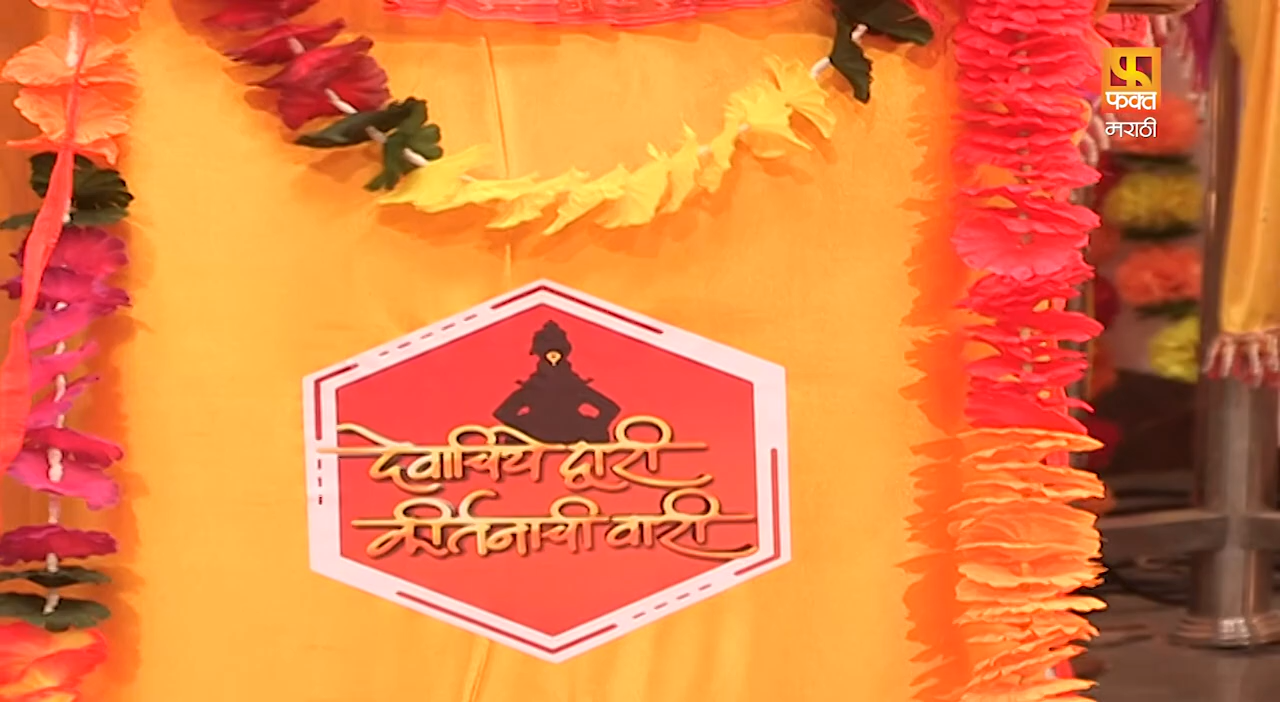 फक्त
मराठी
देवाचिये द्वारी
कीर्तनाची वारी